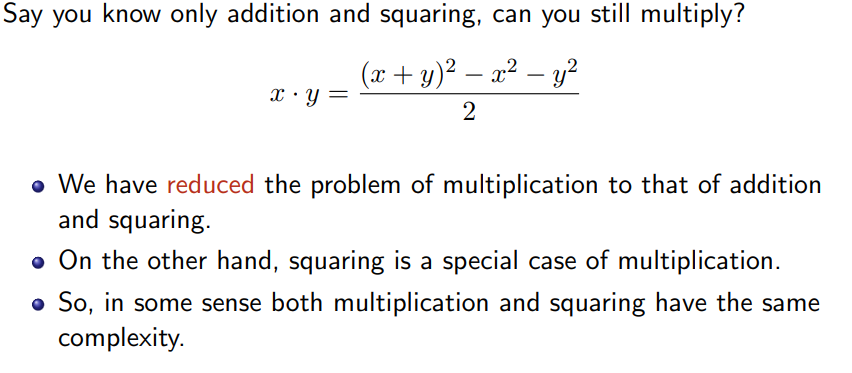 Say you know only addition and squaring, can you still multiply?
x · y = \frac{(x + y)^2 − x^2 − y^2}{2}
• We have reduced the problem of multiplication to that of addition
and squaring.
• On the other hand, squaring is a special case of multiplication.
• So, in some sense both multiplication and squaring have the same
complexity.